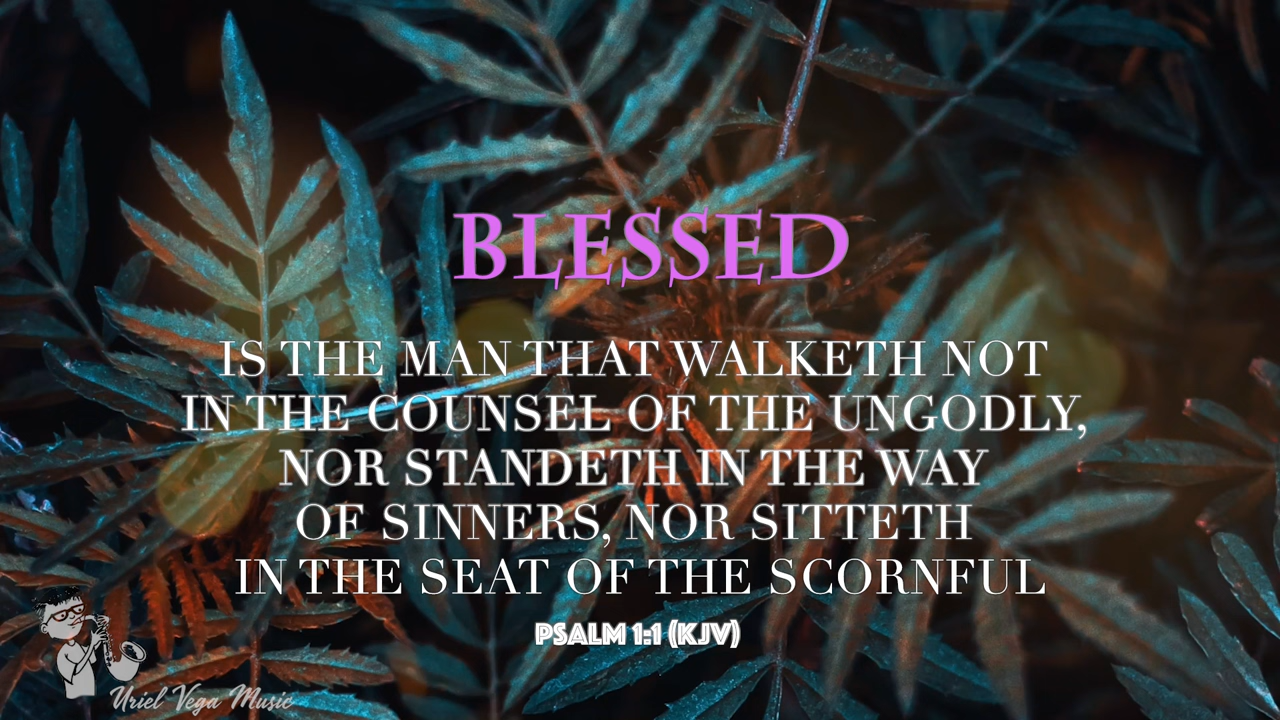 BLESSED
IS THE MAN THAT WALKETH NOT
IN THE COUNSEL OF THE UNGODLY,
NOR STANDETH IN THE WAY
OF SINNERS, NOR SITTETH
IN THE SEAT OF THE SCORNFUL
PSALM 1:1 (KJV)
Uriel Vega Music